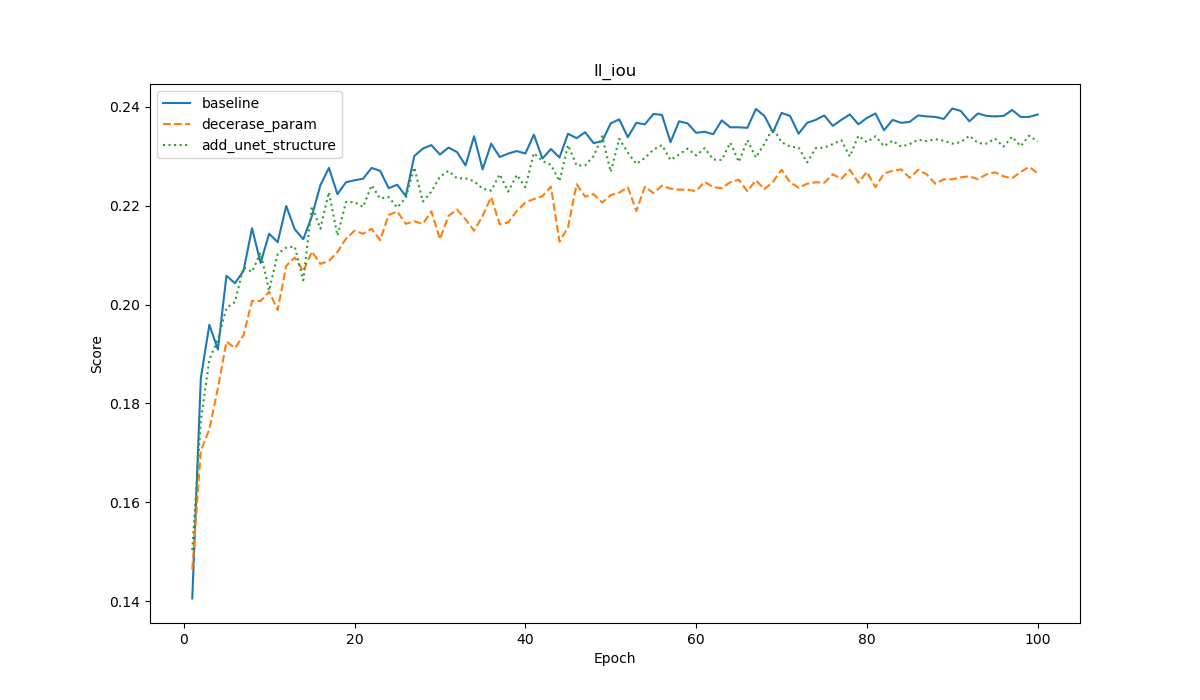 ll_iou
baseline
decerase_param
add_unet_structure
0.24
0.22
0.20
0.18
0.16
0.14
Score
0 20 40 60 80 100
Epoch